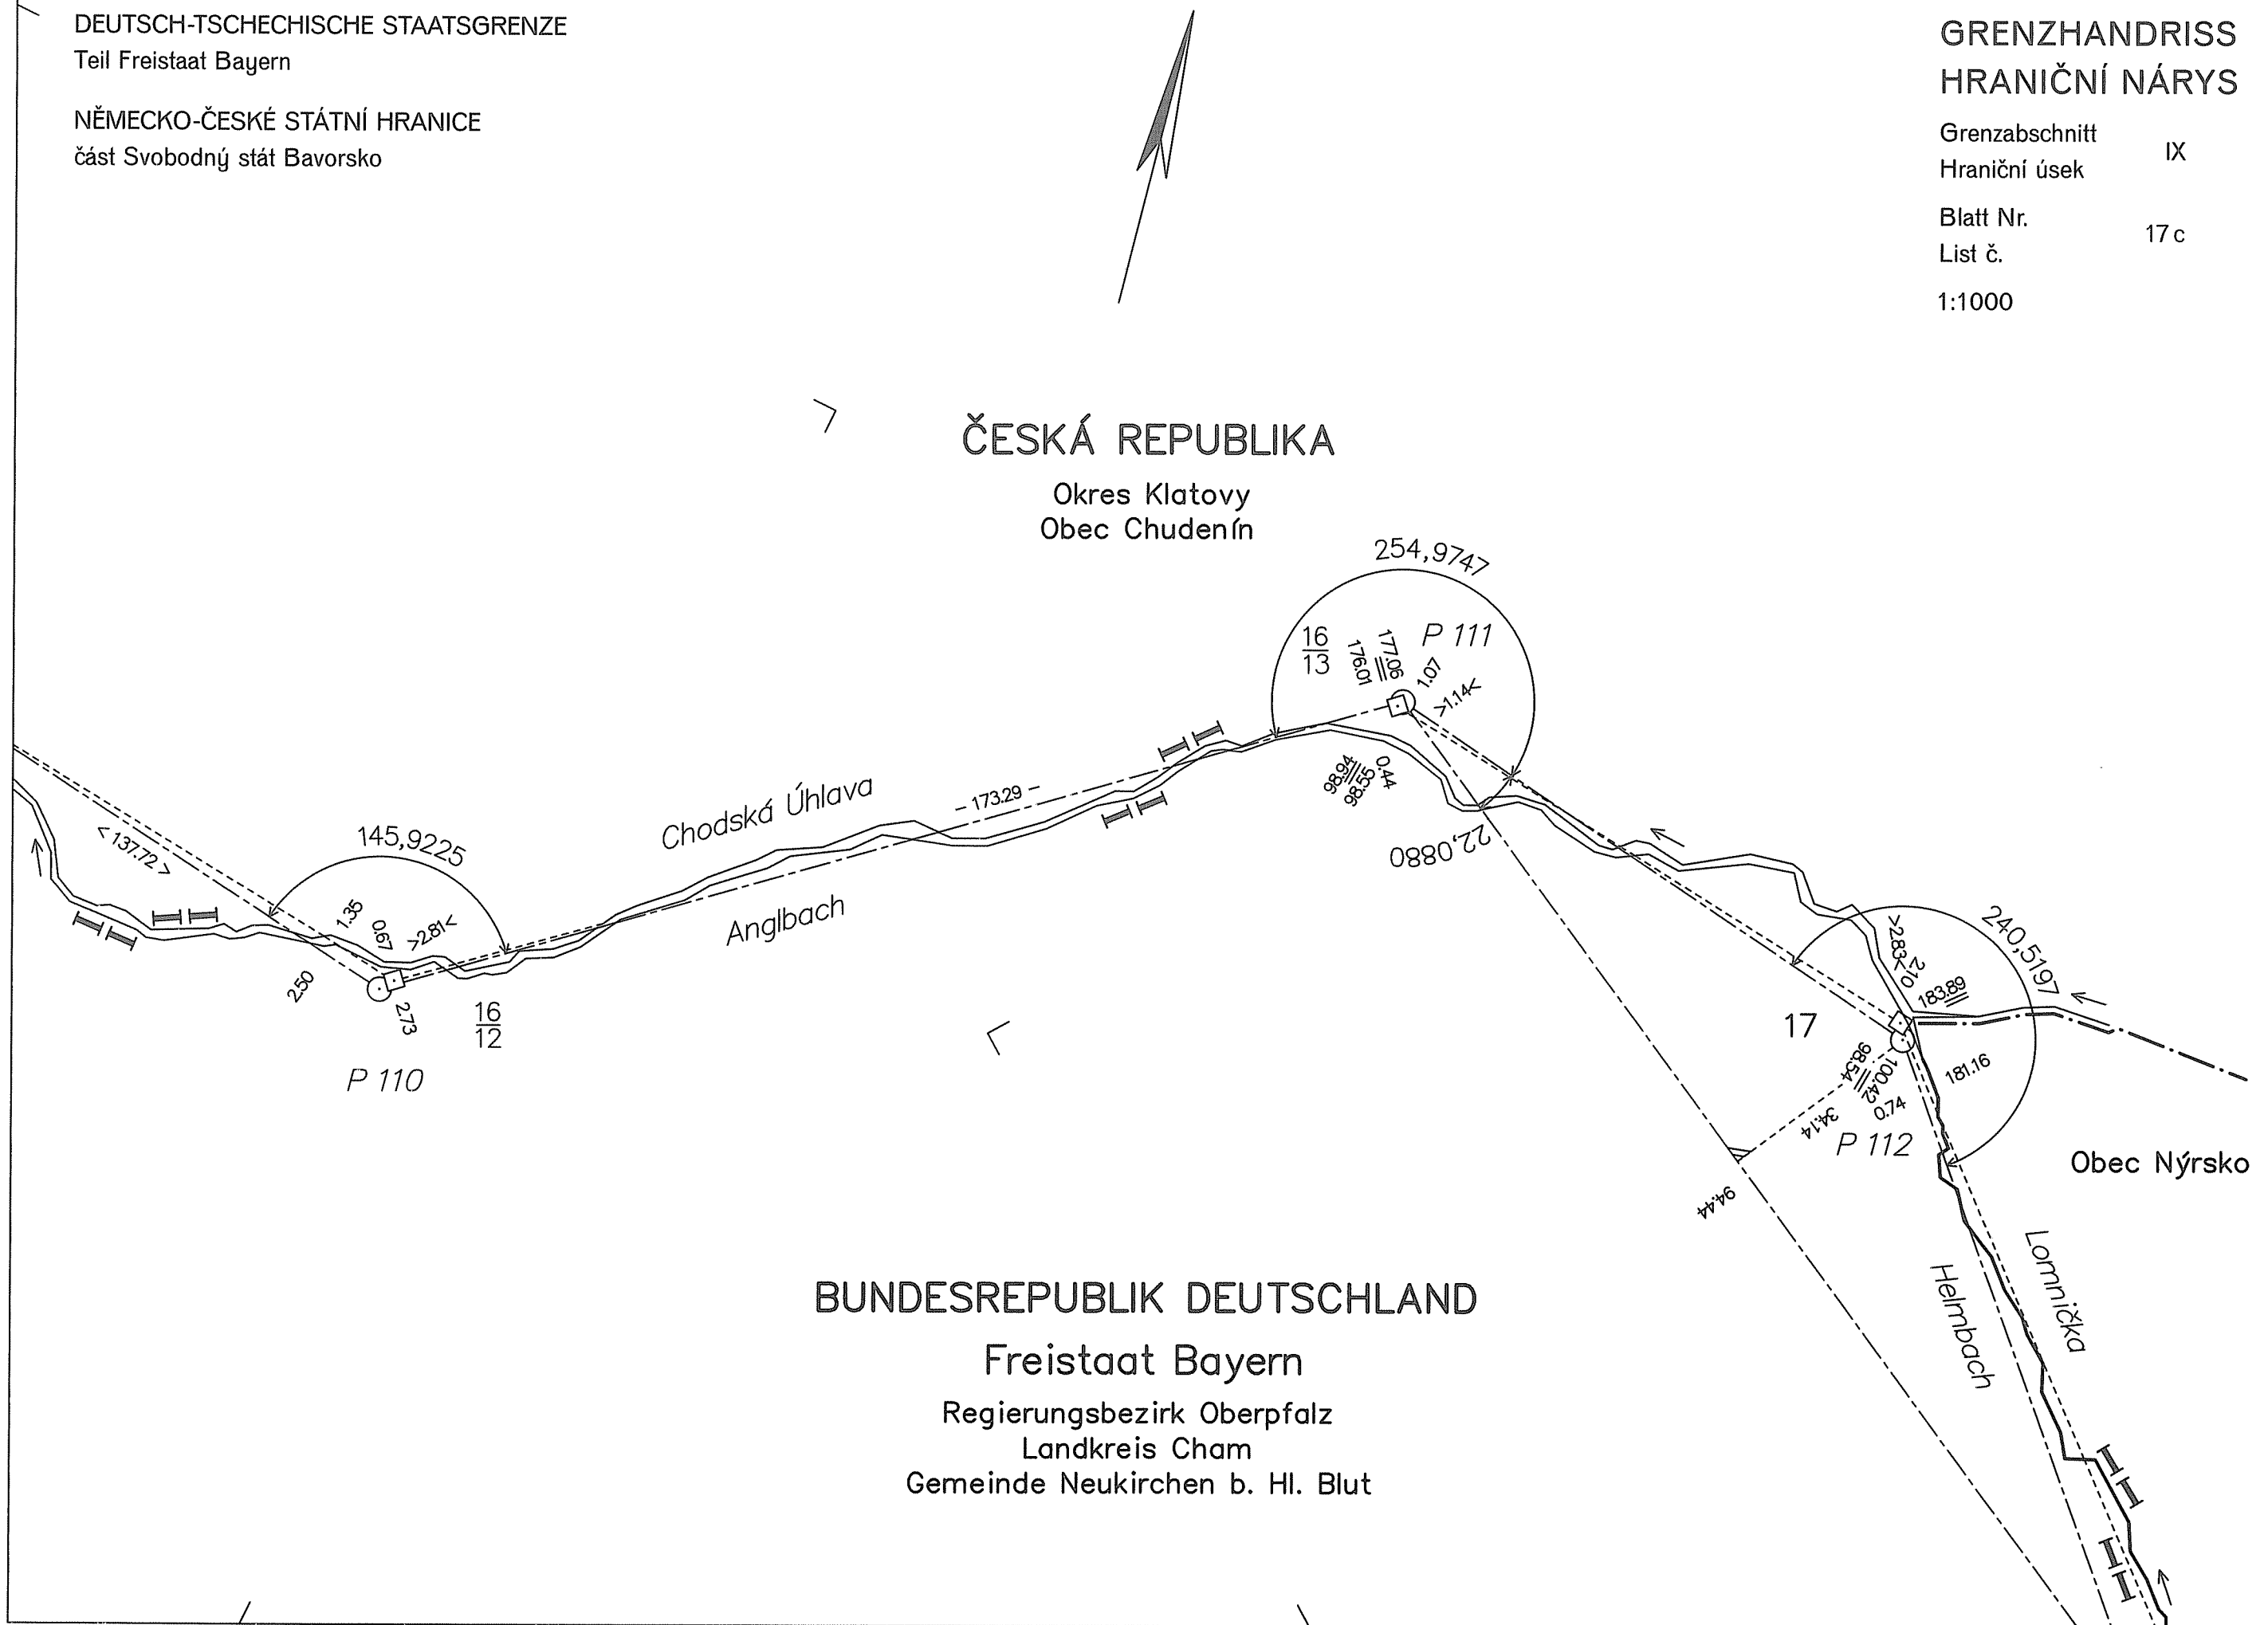 DEUTSCH-TSCHECHISCHE STAATSGRENZE
Teil Freistaat Bayern
NĚMECKO-ČESKÉ STÁTNÍ HRANICE
část Svobodný stát Bavorsko
GRENZHANDRISS
HRANIČNÍ NÁRYS
Grenzabschnitt
Hraniční úsek
IX
Blatt Nr.
List č.
17 c
1:1000
ČESKÁ REPUBLIKA
Okres Klatovy
Obec Chudenín
254,9747
16
13
176.01
177.06
P 111
1.07
>1.14<
98.94
98.55
0.44
22,0880
Chodská Úhlava
- 173.29 -
Anglbach
< 137.72 >
145,9225
1.35
0.67
>2.81<
2.50
2.73
16
12
P 110
>2.83<
2.10
183.89
240,5197
17
98.54
100.42
0.74
34.14
181.16
P 112
94.44
Obec Nýrsko
Lomnička
Helmbach
BUNDESREPUBLIK DEUTSCHLAND
Freistaat Bayern
Regierungsbezirk Oberpfalz
Landkreis Cham
Gemeinde Neukirchen b. Hl. Blut